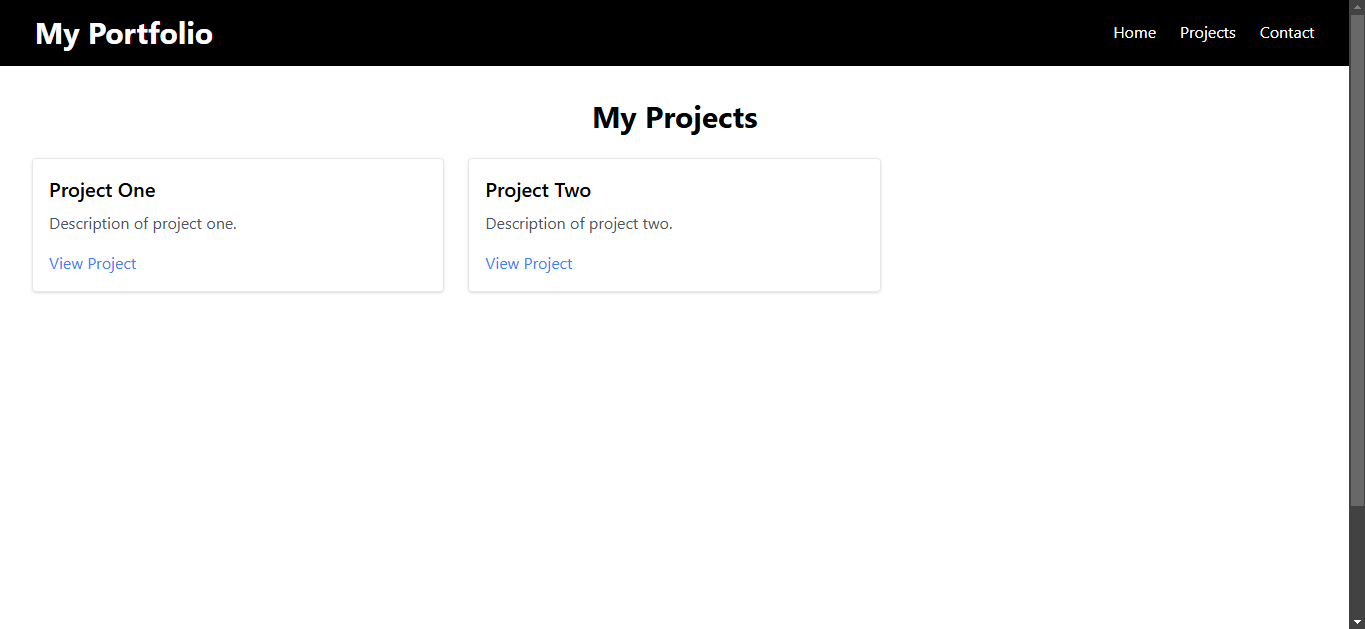 My Portfolio
Home Projects Contact
My Projects
Project One
Description of project one.
View Project
Project Two
Description of project two.
View Project